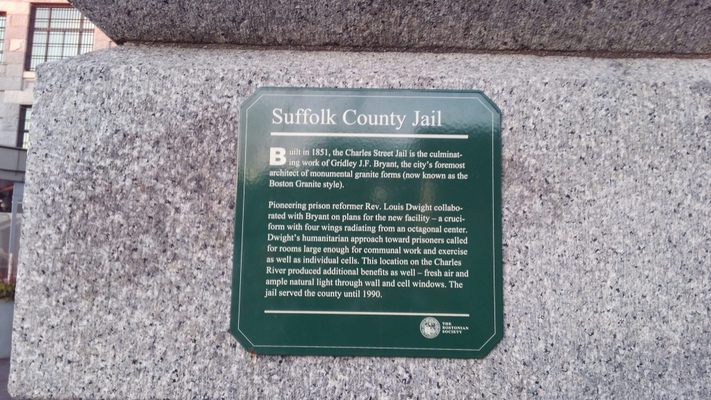 Suffolk County Jail
Built in 1851, the Charles Street Jail is the culminat-
ing work of Gridley J.F. Bryant, the city's foremost
architect of monumental granite forms (now known as the
Boston Granite style).
Pioneering prison reformer Rev. Louis Dwight collabo-
rated with Bryant on plans for the new facility – a cruci-
form with four wings radiating from an octagonal center.
Dwight's humanitarian approach toward prisoners called
for rooms large enough for communal work and exercise
as well as individual cells. This location on the Charles
River produced additional benefits as well – fresh air and
ample natural light through wall and cell windows. The
jail served the county until 1990.
THE
BOSTONIAN
SOCIETY